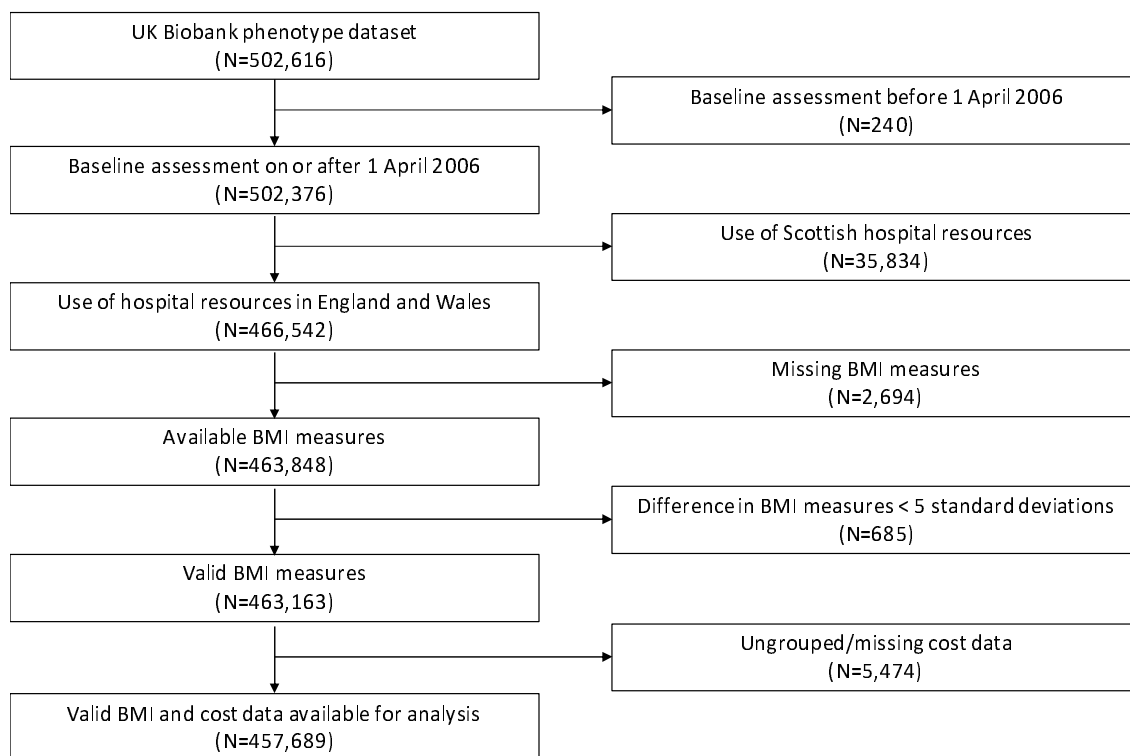 UK Biobank phenotype dataset
(N=502,616)
Baseline assessment before 1 April 2006
(N=240)
Baseline assessment on or after 1 April 2006
(N=502,376)
Use of Scottish hospital resources
(N=35,834)
Use of hospital resources in England and Wales
(N=466,542)
Missing BMI measures
(N=2,694)
Available BMI measures
(N=463,848)
Difference in BMI measures < 5 standard deviations
(N=685)
Valid BMI measures
(N=463,163)
Ungrouped/missing cost data
(N=5,474)
Valid BMI and cost data available for analysis
(N=457,689)